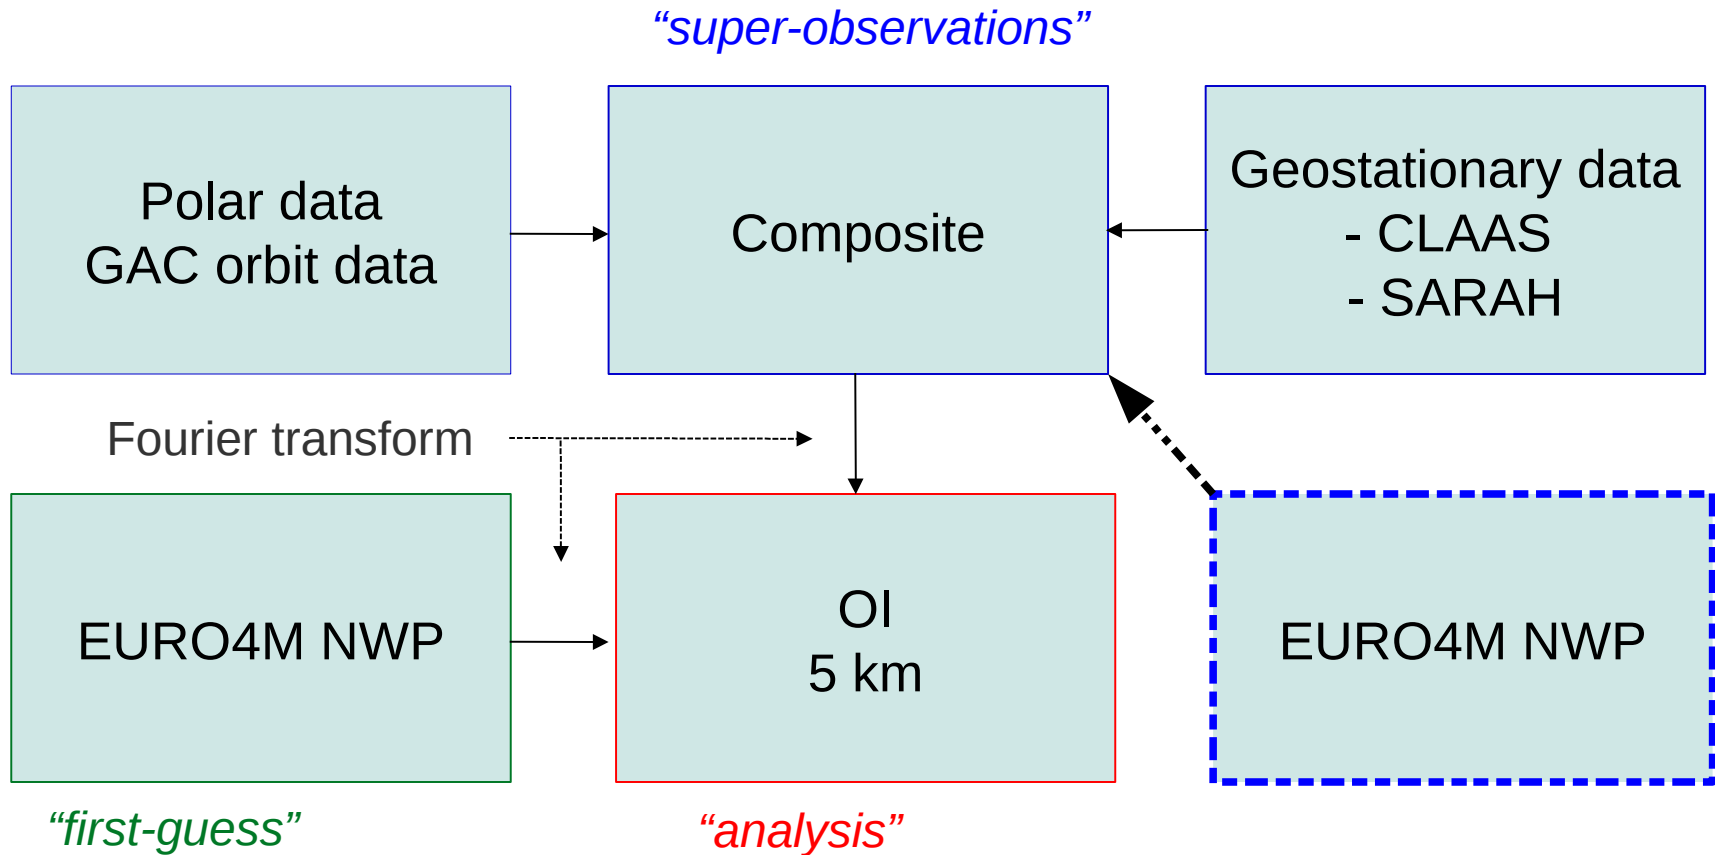 “super-observations”
Polar data
GAC orbit data
Composite
Geostationary data
- CLAAS
- SARAH
Fourier transform
EURO4M NWP
OI
5 km
EURO4M NWP
“first-guess”
“analysis”